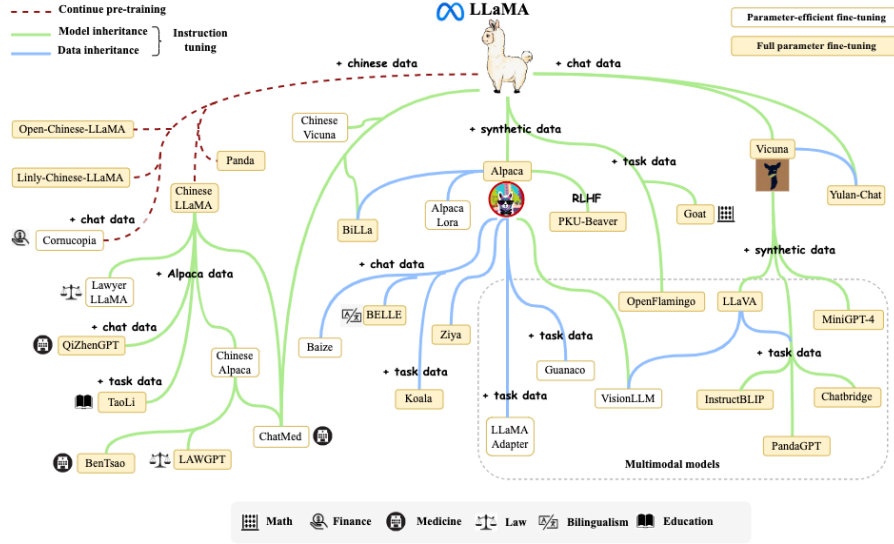 Continue pre-training
Model inheritance
Data inheritance
Instruction
tuning
LLaMA
Parameter-efficient fine-tuning
Full parameter fine-tuning
+ chinese data
+ chat data
+ synthetic data
+ task data
Open-Chinese-LLaMA
Linly-Chinese-LLaMA
Panda
Chinese
LLaMA
+ chat data
Cornucopia
Chinese
Vicuna
Alpaca
Vicuna
Yulan-Chat
BiLLa
Alpaca
Lora
RLHF
PKU-Beaver
Goat
+ synthetic data
Lawyer
LLaMA
+ Alpaca data
+ chat data
OpenFlamingo
LLaVA
MiniGPT-4
BELLE
Baize
Ziya
+ chat data
QiZhenGPT
Chinese
Alpaca
+ task data
Guanaco
+ task data
+ task data
TaoLi
+ task data
Koala
+ task data
VisionLLM
InstructBLIP
Chatbridge
ChatMed
LLaMA
Adapter
PandaGPT
BenTsao
LAWGPT
Multimodal models
Math
Finance
Medicine
Law
Bilingualism
Education